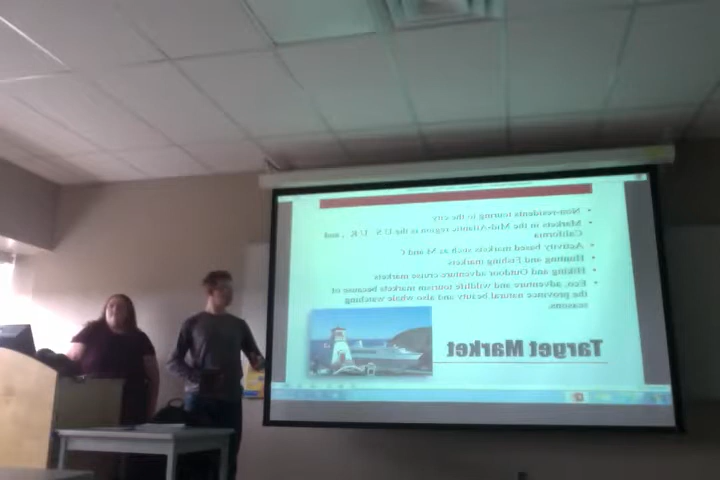 Non-residents touring to the city
Markets in the Mid-Atlantic region in the U.S. U.K., and
California
Activity based markets such as M and
Hunting and fishing markets
Hiking and Outdoor adventure cruise markets
Eco, adventure and wildlife tourism markets because of
the province natural beauty and also whale watching
seasons.
Target Market